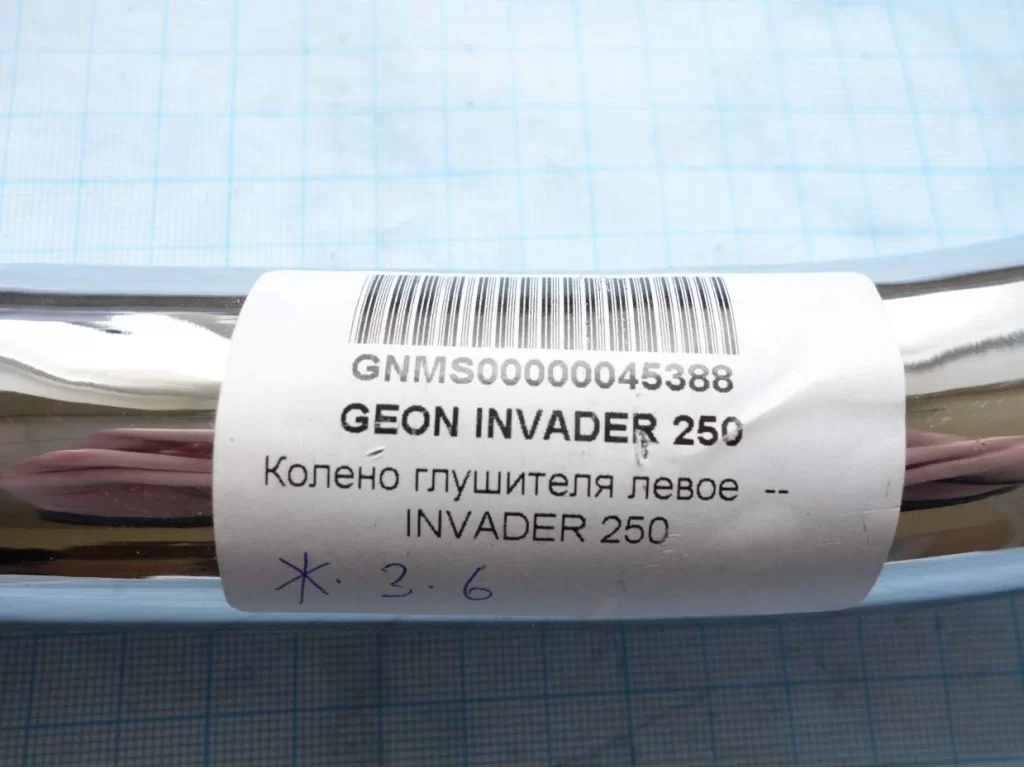 GNMS00000045388
GEON INVADER 250
Колено глушителя левое --
INVADER 250
Ж. 3. 6